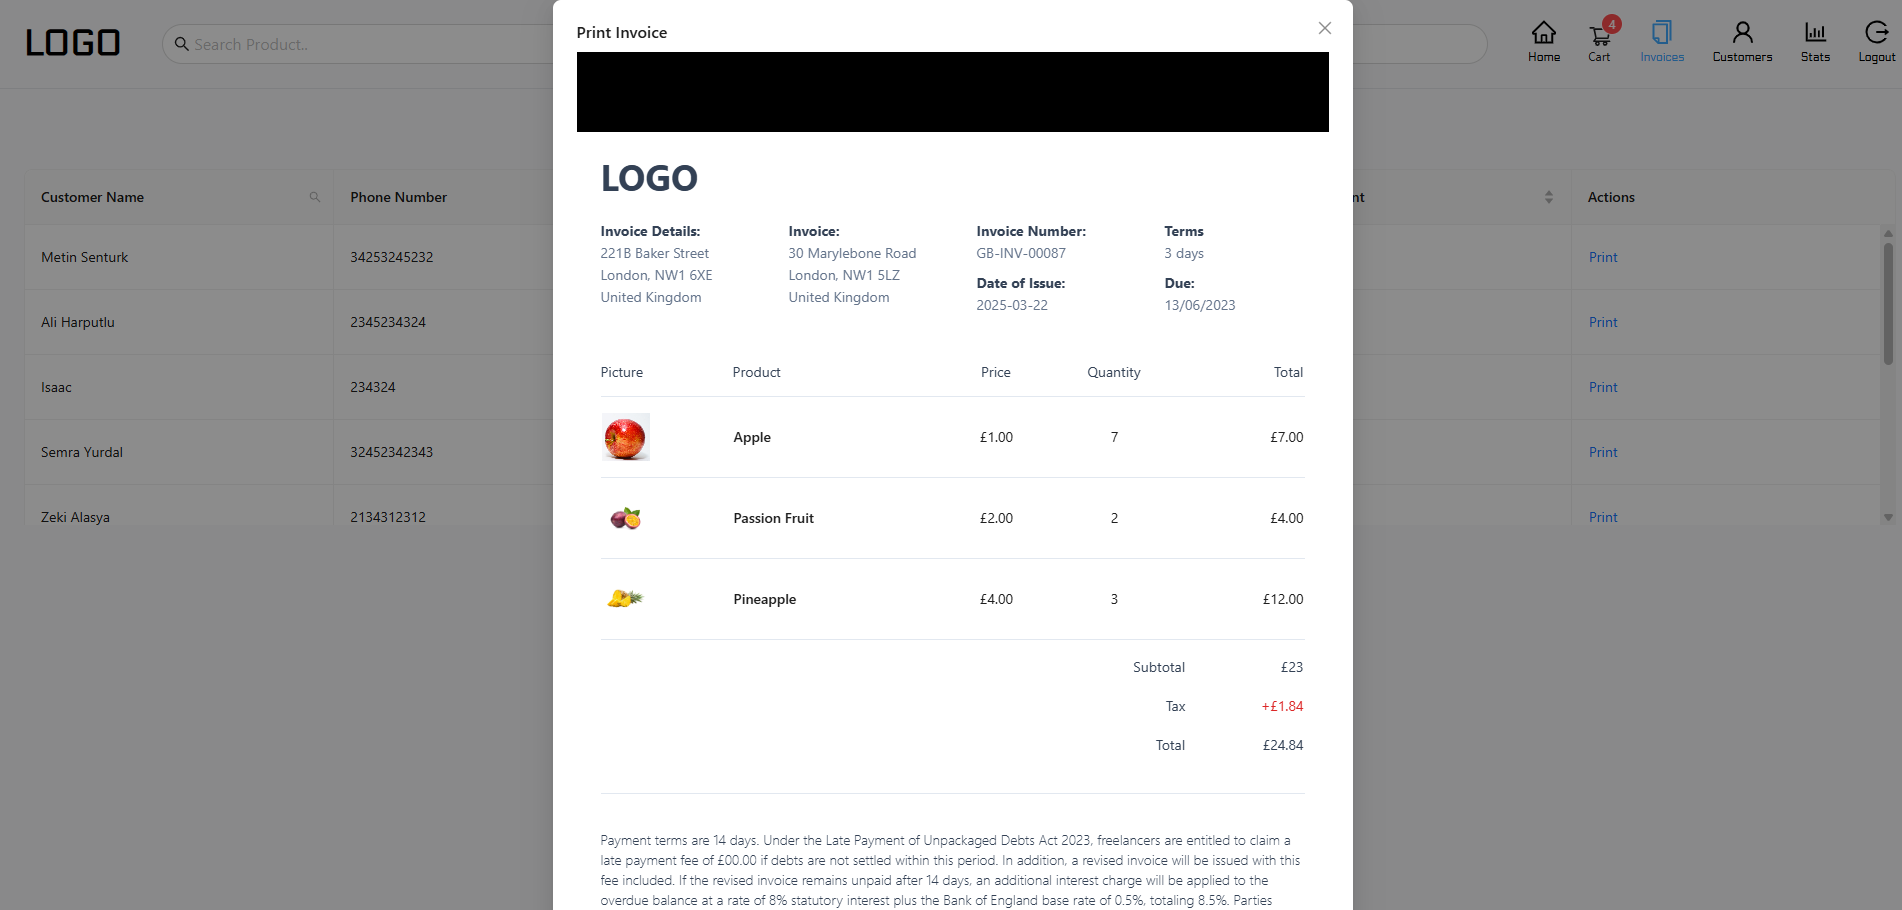 LOGO
Search Product..
Home
4
Cart
Invoices
Customers
Stats
Logout
Customer Name
Phone Number
nt
Actions
Metin Senturk
34253245232
Print
Ali Harputlu
2345234324
Print
Isaac
234324
Print
Semra Yurdal
32452342343
Print
Zeki Alasya
2134312312
Print
Print Invoice
LOGO
Invoice Details:
221B Baker Street
London, NW1 6XE
United Kingdom
Invoice:
30 Marylebone Road
London, NW1 5LZ
United Kingdom
Invoice Number:
GB-INV-00087
Date of Issue:
2025-03-22
Terms
3 days
Due:
13/06/2023
Picture Product Price Quantity Total
Apple £1.00 7 £7.00
Passion Fruit £2.00 2 £4.00
Pineapple £4.00 3 £12.00
Subtotal £23
Tax +£1.84
Total £24.84
Payment terms are 14 days. Under the Late Payment of Unpackaged Debts Act 2023, freelancers are entitled to claim a
late payment fee of £00.00 if debts are not settled within this period. In addition, a revised invoice will be issued with this
fee included. If the revised invoice remains unpaid after 14 days, an additional interest charge will be applied to the
overdue balance at a rate of 8% statutory interest plus the Bank of England base rate of 0.5%, totaling 8.5%. Parties